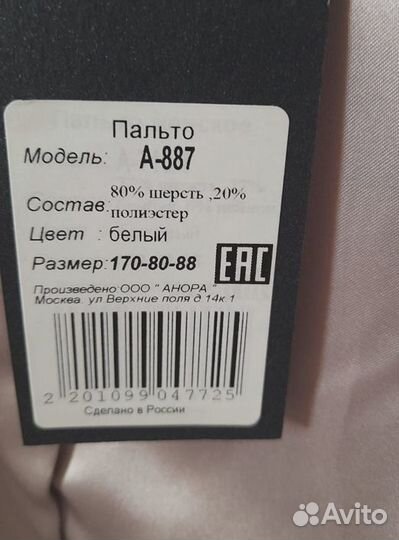 Пальто
Модель: А-887
Состав: 80% шерсть ,20% полиэстер
Цвет : белый
Размер:170-80-88
EAC
Произведено ООО " АНОРА "
Москва. ул Верхние поля д 14к.1
2 201099 047725
Сделано в России
Avito